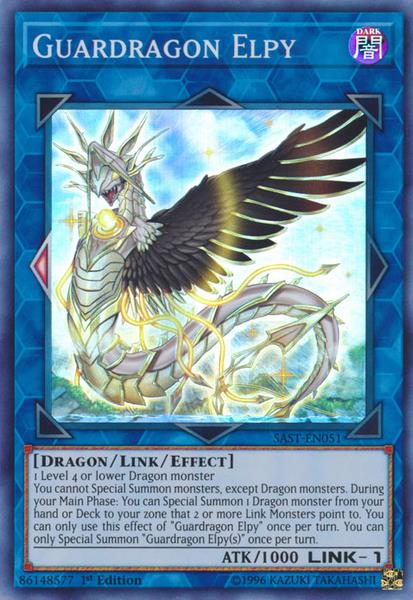 GUARDRAGON ELPY
DARK
闇
SAST-EN051
[DRAGON/LINK/EFFECT]
1 Level 4 or lower Dragon monster
You cannot Special Summon monsters, except Dragon monsters. During
your Main Phase: You can Special Summon 1 Dragon monster from your
hand or Deck to your zone that 2 or more Link Monsters point to. You
can only use this effect of "Guardragon Elpy" once per turn. You can
only Special Summon "Guardragon Elpy(s)" once per turn.
ATK/1000 LINK-1
86148577 1st Edition ©1996 KAZUKI TAKAHASHI